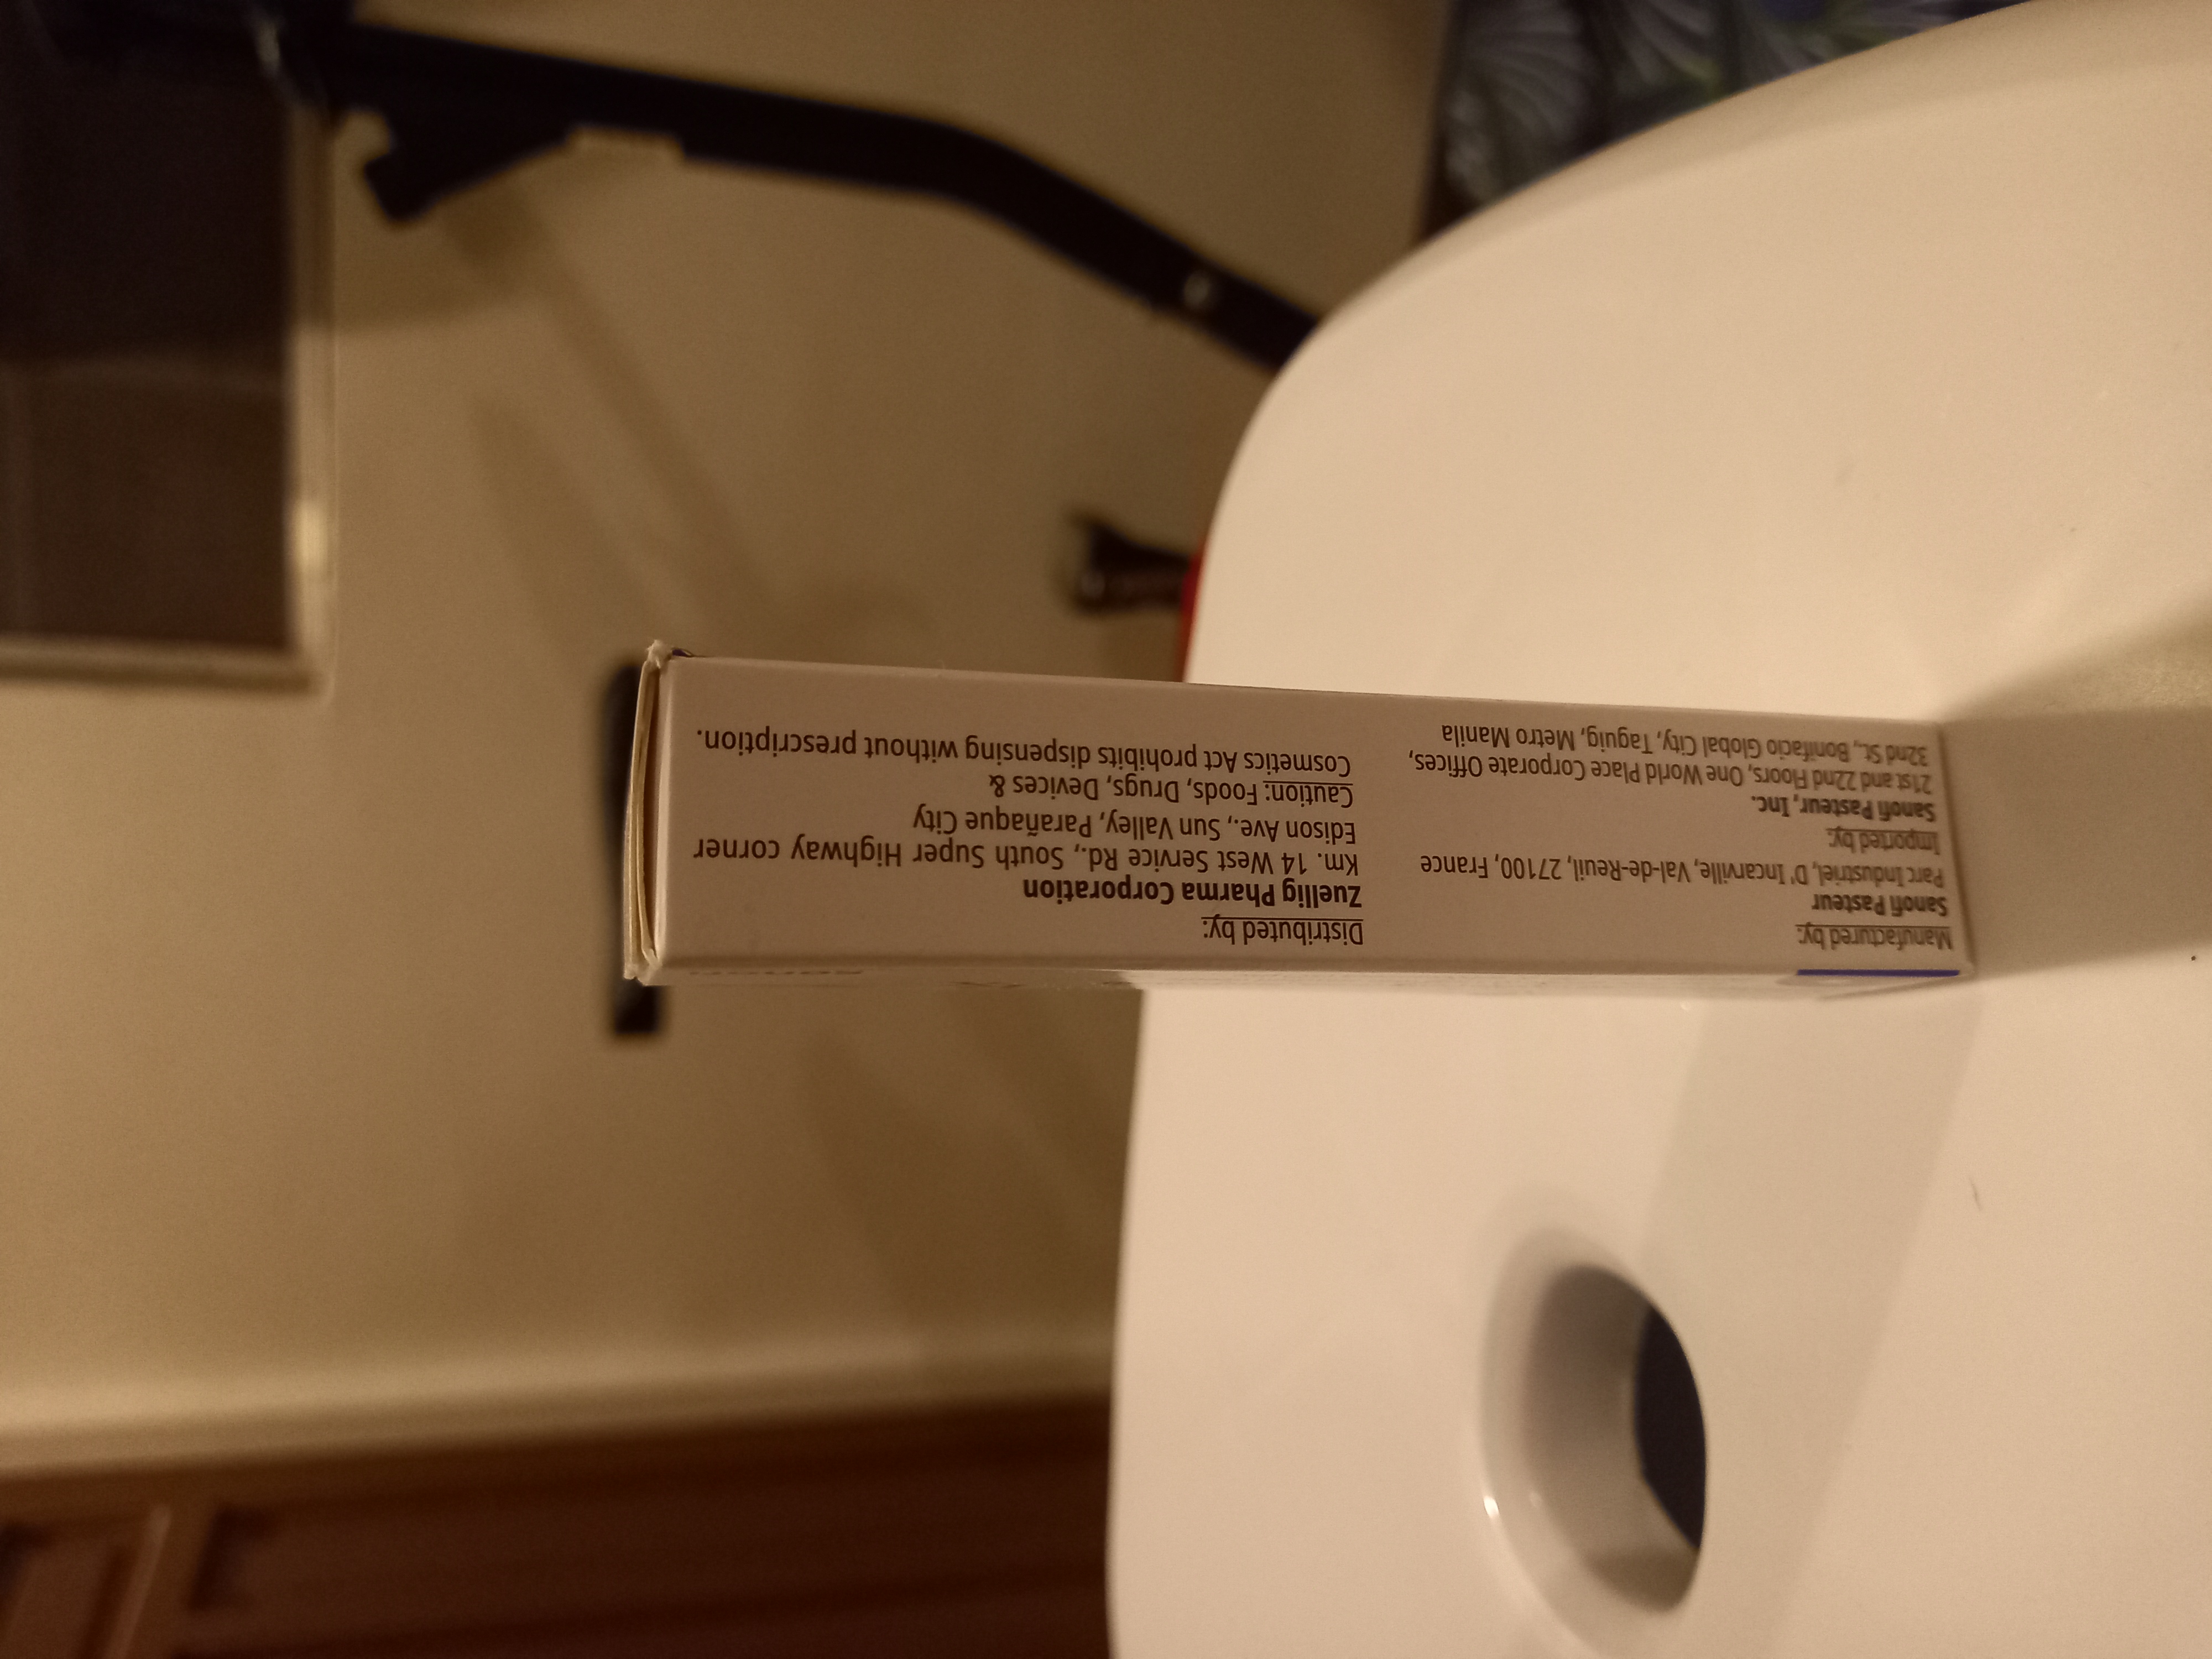 Manufactured by:
Sanofi Pasteur
Parc Industriel, D' Incarville, Val-de-Reuil, 27100, France
Imported by:
Sanofi Pasteur, Inc.
21st and 22nd Floors, One World Place Corporate Offices,
32nd St., Bonifacio Global City, Taguig, Metro Manila
Distributed by:
Zuellig Pharma Corporation
Km. 14 West Service Rd., South Super Highway corner
Edison Ave., Sun Valley, Parañaque City
Caution: Foods, Drugs, Devices &
Cosmetics Act prohibits dispensing without prescription.